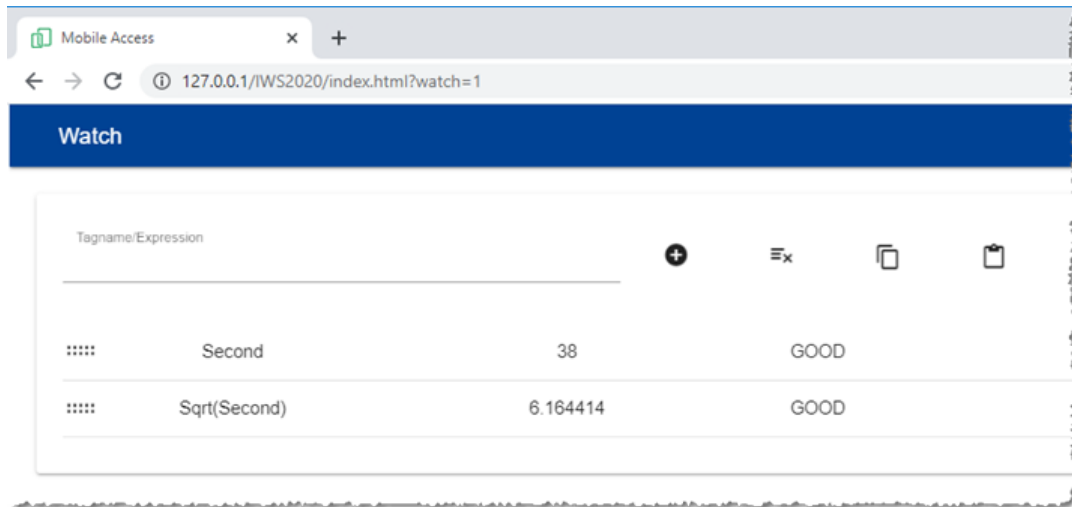 Mobile Access
127.0.0.1/IWS2020/index.html?watch=1
Watch
Tagname/Expression
Second 38 GOOD
Sqrt(Second) 6.164414 GOOD